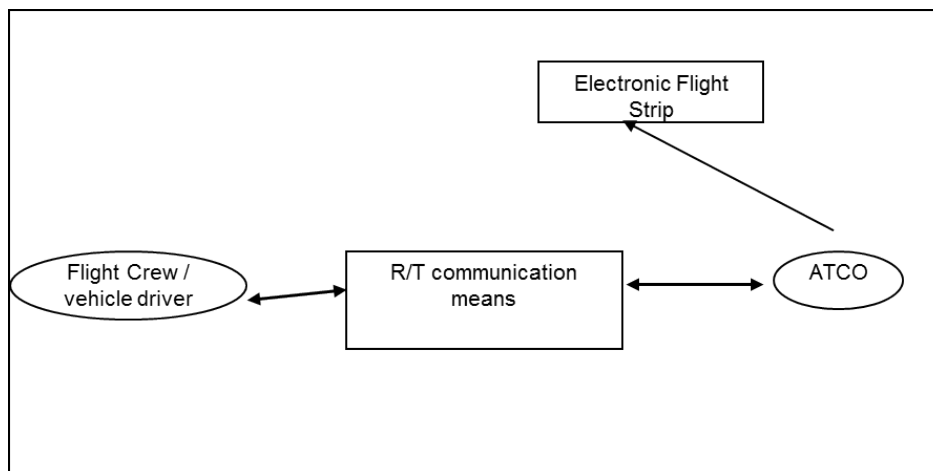 Electronic Flight
Strip
Flight Crew /
vehicle driver
R/T communication
means
ATCO